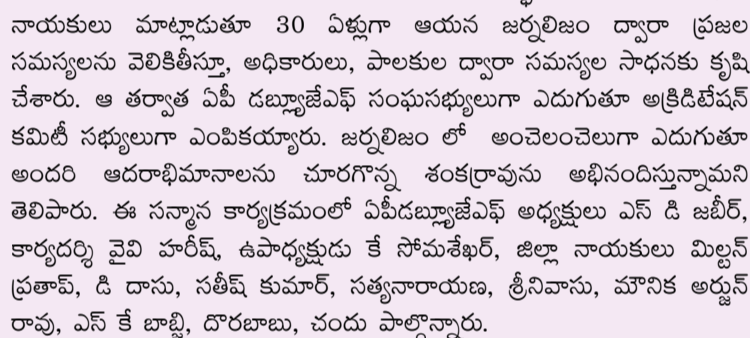 నాయకులు మాట్లాడుతూ 30 ఏళ్లుగా ఆయన జర్నలిజం ద్వారా ప్రజల
సమస్యలను వెలికితీస్తూ, అధికారులు, పాలకుల ద్వారా సమస్యల సాధనకు కృషి
చేశారు. ఆ తర్వాత ఏపీ డబ్ల్యూజేఎఫ్ సంఘసభ్యులుగా ఎదుగుతూ అక్రిడిటేషన్
కమిటీ సభ్యులుగా ఎంపికయ్యారు. జర్నలిజం లో అంచెలంచెలుగా ఎదుగుతూ
అందరి ఆదరాభిమానాలను చూరగొన్న శంకర్రావును అభినందిస్తున్నామని
తెలిపారు. ఈ సన్మాన కార్యక్రమంలో ఏపీడబ్ల్యూజేఎఫ్ అధ్యక్షులు ఎస్ డి జబీర్,
కార్యదర్శి వైవి హరీష్, ఉపాధ్యక్షుడు కే సోమశేఖర్, జిల్లా నాయకులు మిల్టన్
ప్రతాప్, డి దాసు, సతీష్ కుమార్, సత్యనారాయణ, శ్రీనివాసు, మౌనిక అర్జున్
రావు, ఎస్ కే బాబ్జి, దొరబాబు, చందు పాల్గొన్నారు.